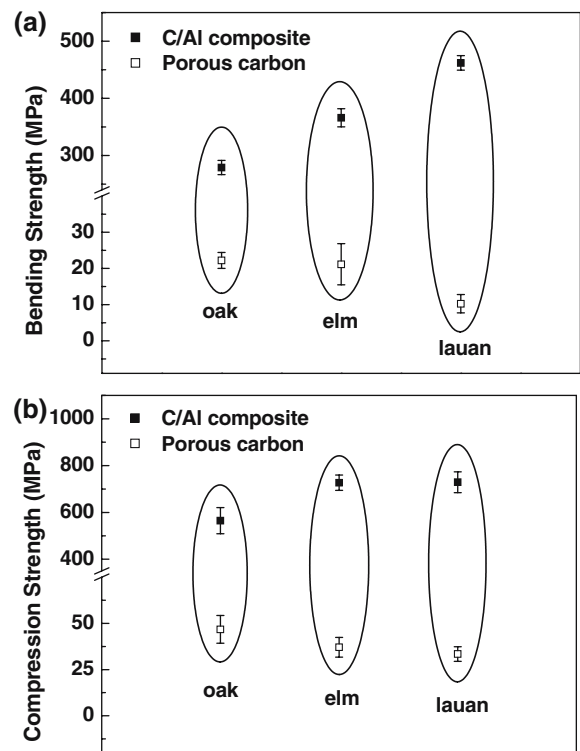 (a)
C/Al composite
Porous carbon
Bending Strength (MPa)
500
400
300
30
20
10
0
oak
elm
lauan
(b)
C/Al composite
Porous carbon
Compression Strength (MPa)
1000
800
600
400
50
25
0
oak
elm
lauan